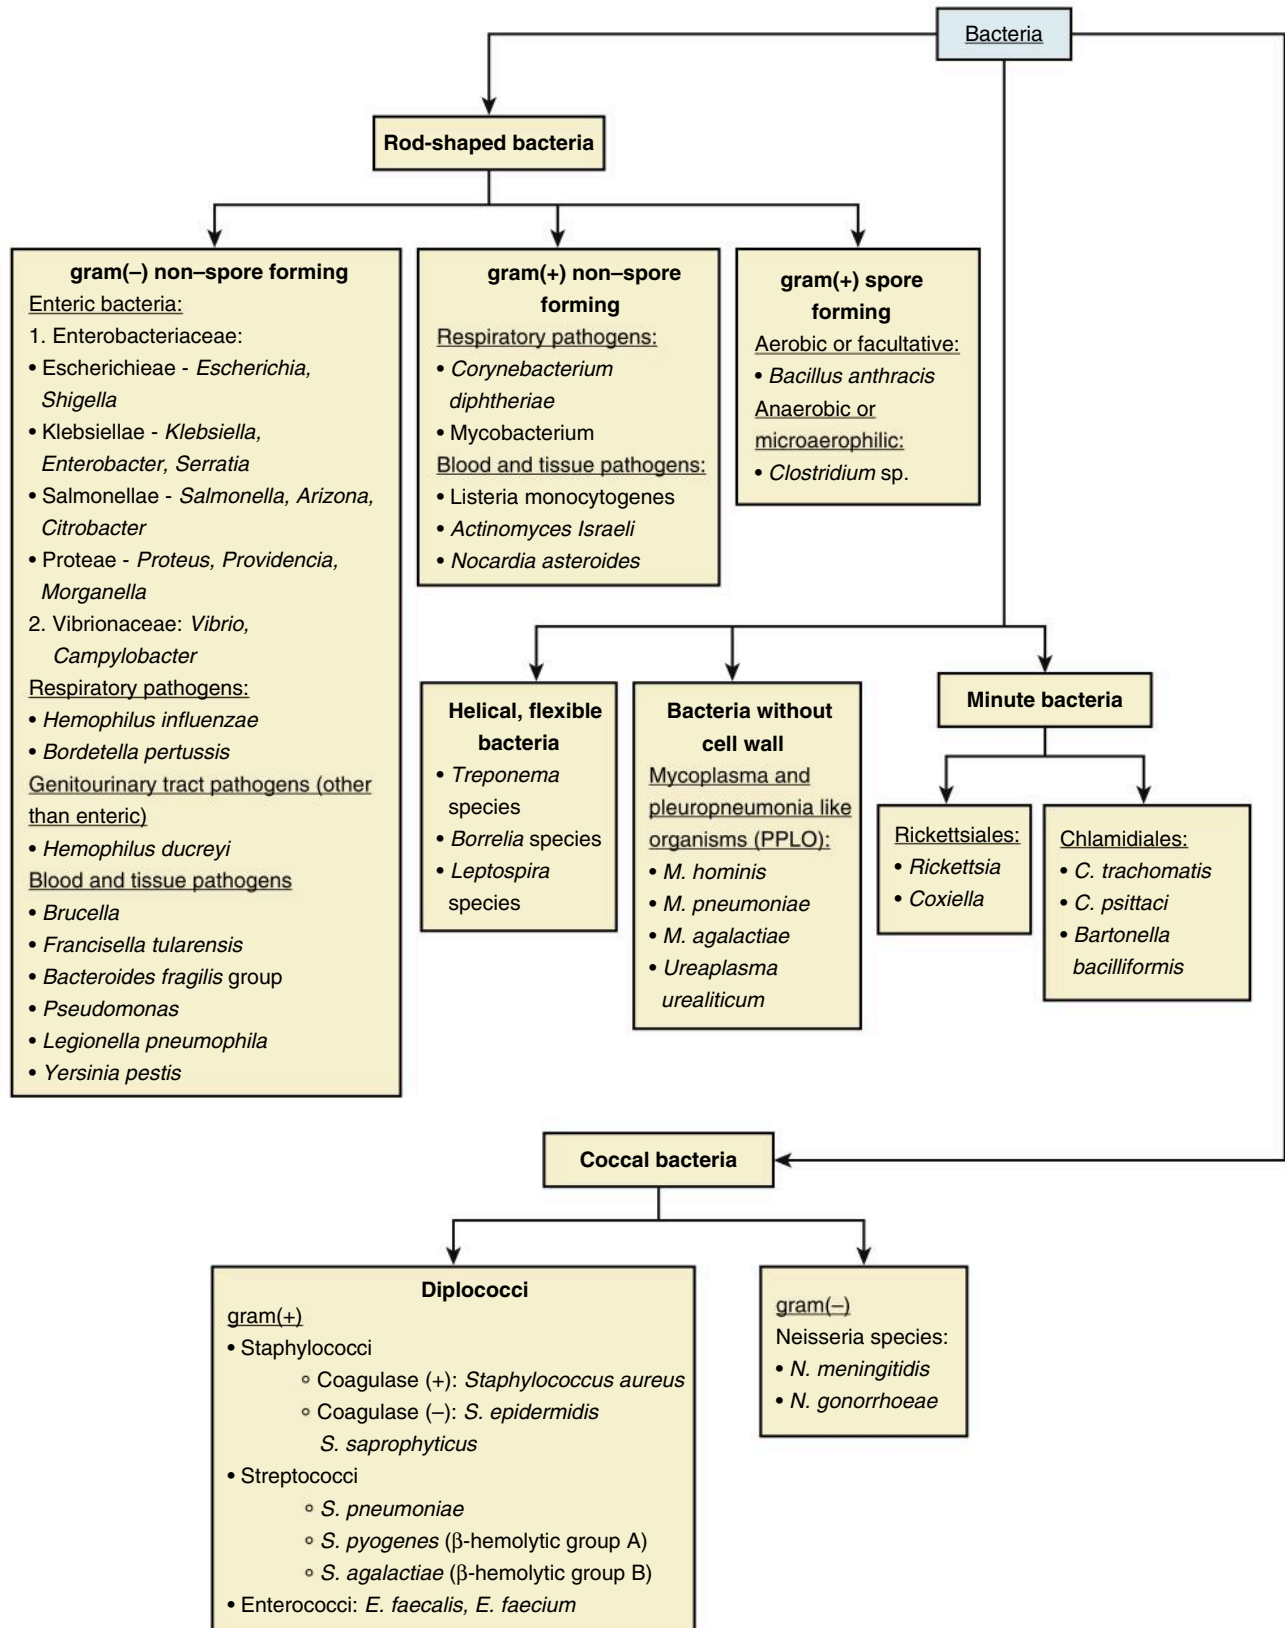 Bacteria
Rod-shaped bacteria
gram(–) non–spore forming
Enteric bacteria:
1. Enterobacteriaceae:
• Escherichieae - Escherichia,
Shigella
• Klebsiellae - Klebsiella,
Enterobacter, Serratia
• Salmonellae - Salmonella, Arizona,
Citrobacter
• Proteae - Proteus, Providencia,
Morganella
2. Vibrionaceae: Vibrio,
Campylobacter
Respiratory pathogens:
• Hemophilus influenzae
• Bordetella pertussis
Genitourinary tract pathogens (other
than enteric)
• Hemophilus ducreyi
Blood and tissue pathogens
• Brucella
• Francisella tularensis
• Bacteroides fragilis group
• Pseudomonas
• Legionella pneumophila
• Yersinia pestis
gram(+) non–spore
forming
Respiratory pathogens:
• Corynebacterium
diphtheriae
• Mycobacterium
Blood and tissue pathogens:
• Listeria monocytogenes
• Actinomyces Israeli
• Nocardia asteroides
gram(+) spore
forming
Aerobic or facultative:
• Bacillus anthracis
Anaerobic or
microaerophilic:
• Clostridium sp.
Helical, flexible
bacteria
• Treponema
species
• Borrelia species
• Leptospira
species
Bacteria without
cell wall
Mycoplasma and
pleuropneumonia like
organisms (PPLO):
• M. hominis
• M. pneumoniae
• M. agalactiae
• Ureaplasma
urealiticum
Minute bacteria
Rickettsiales:
• Rickettsia
• Coxiella
Chlamidiales:
• C. trachomatis
• C. psittaci
• Bartonella
bacilliformis
Coccal bacteria
Diplococci
gram(+)
• Staphylococci
◦ Coagulase (+): Staphylococcus aureus
◦ Coagulase (–): S. epidermidis
S. saprophyticus
• Streptococci
◦ S. pneumoniae
◦ S. pyogenes (β-hemolytic group A)
◦ S. agalactiae (β-hemolytic group B)
• Enterococci: E. faecalis, E. faecium
gram(–)
Neisseria species:
• N. meningitidis
• N. gonorrhoeae